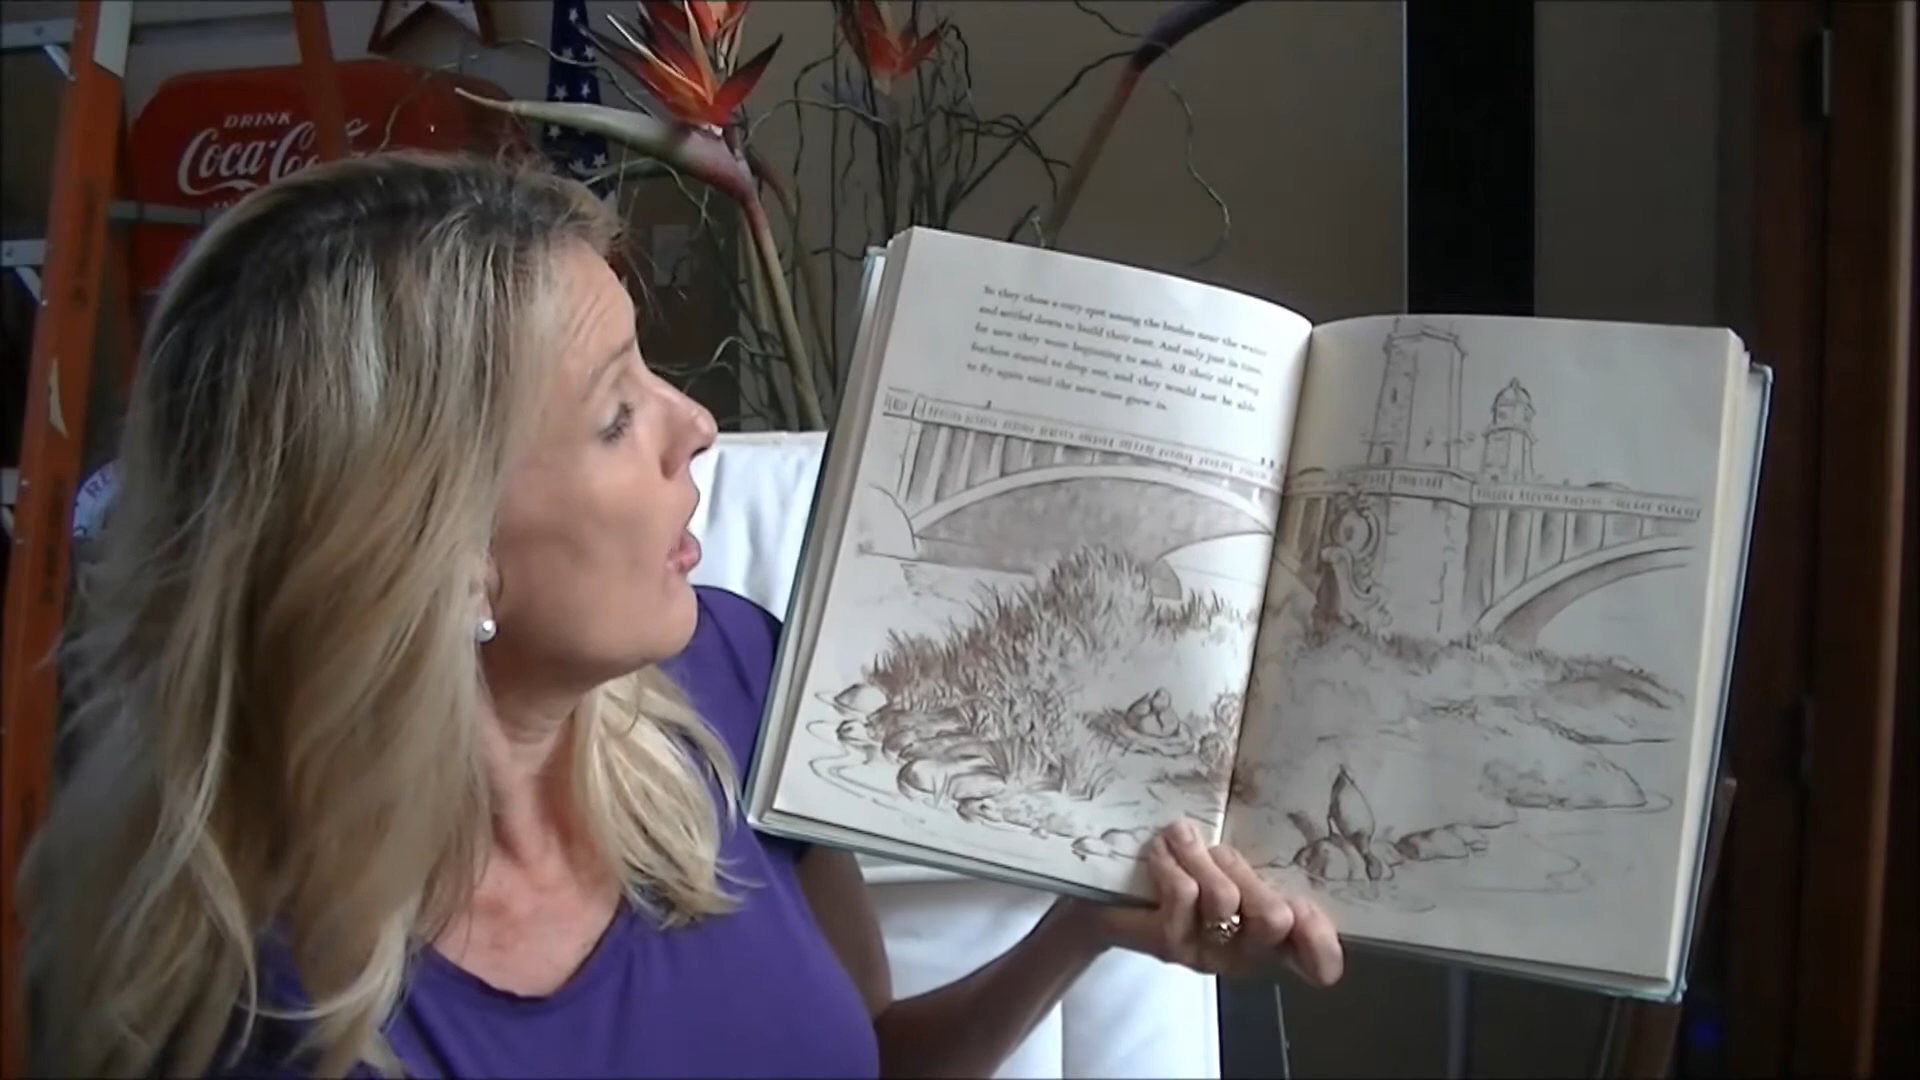 DRINK
Coca-Co
So they chose a cozy spot among the bushes near the water
and settled down to build their nest. And only just in time,
for now they were beginning to molt. All their old wing
feathers started to drop out, and they would not be able
to fly again until the new ones grew in.